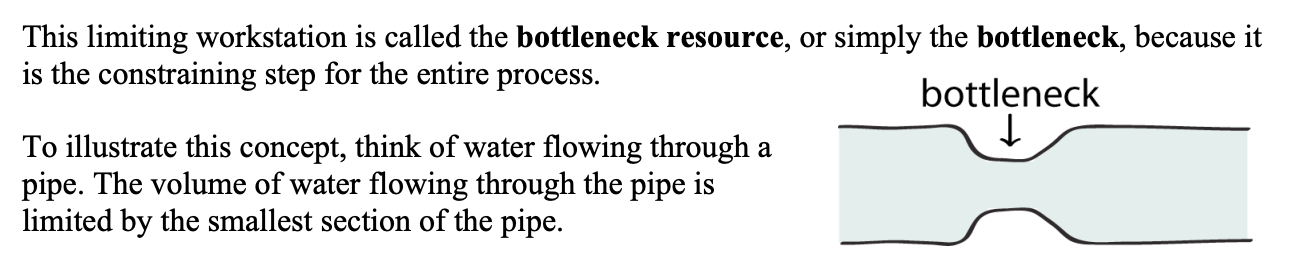 This limiting workstation is called the bottleneck resource, or simply the bottleneck, because it
is the constraining step for the entire process.
bottleneck
To illustrate this concept, think of water flowing through a
pipe. The volume of water flowing through the pipe is
limited by the smallest section of the pipe.